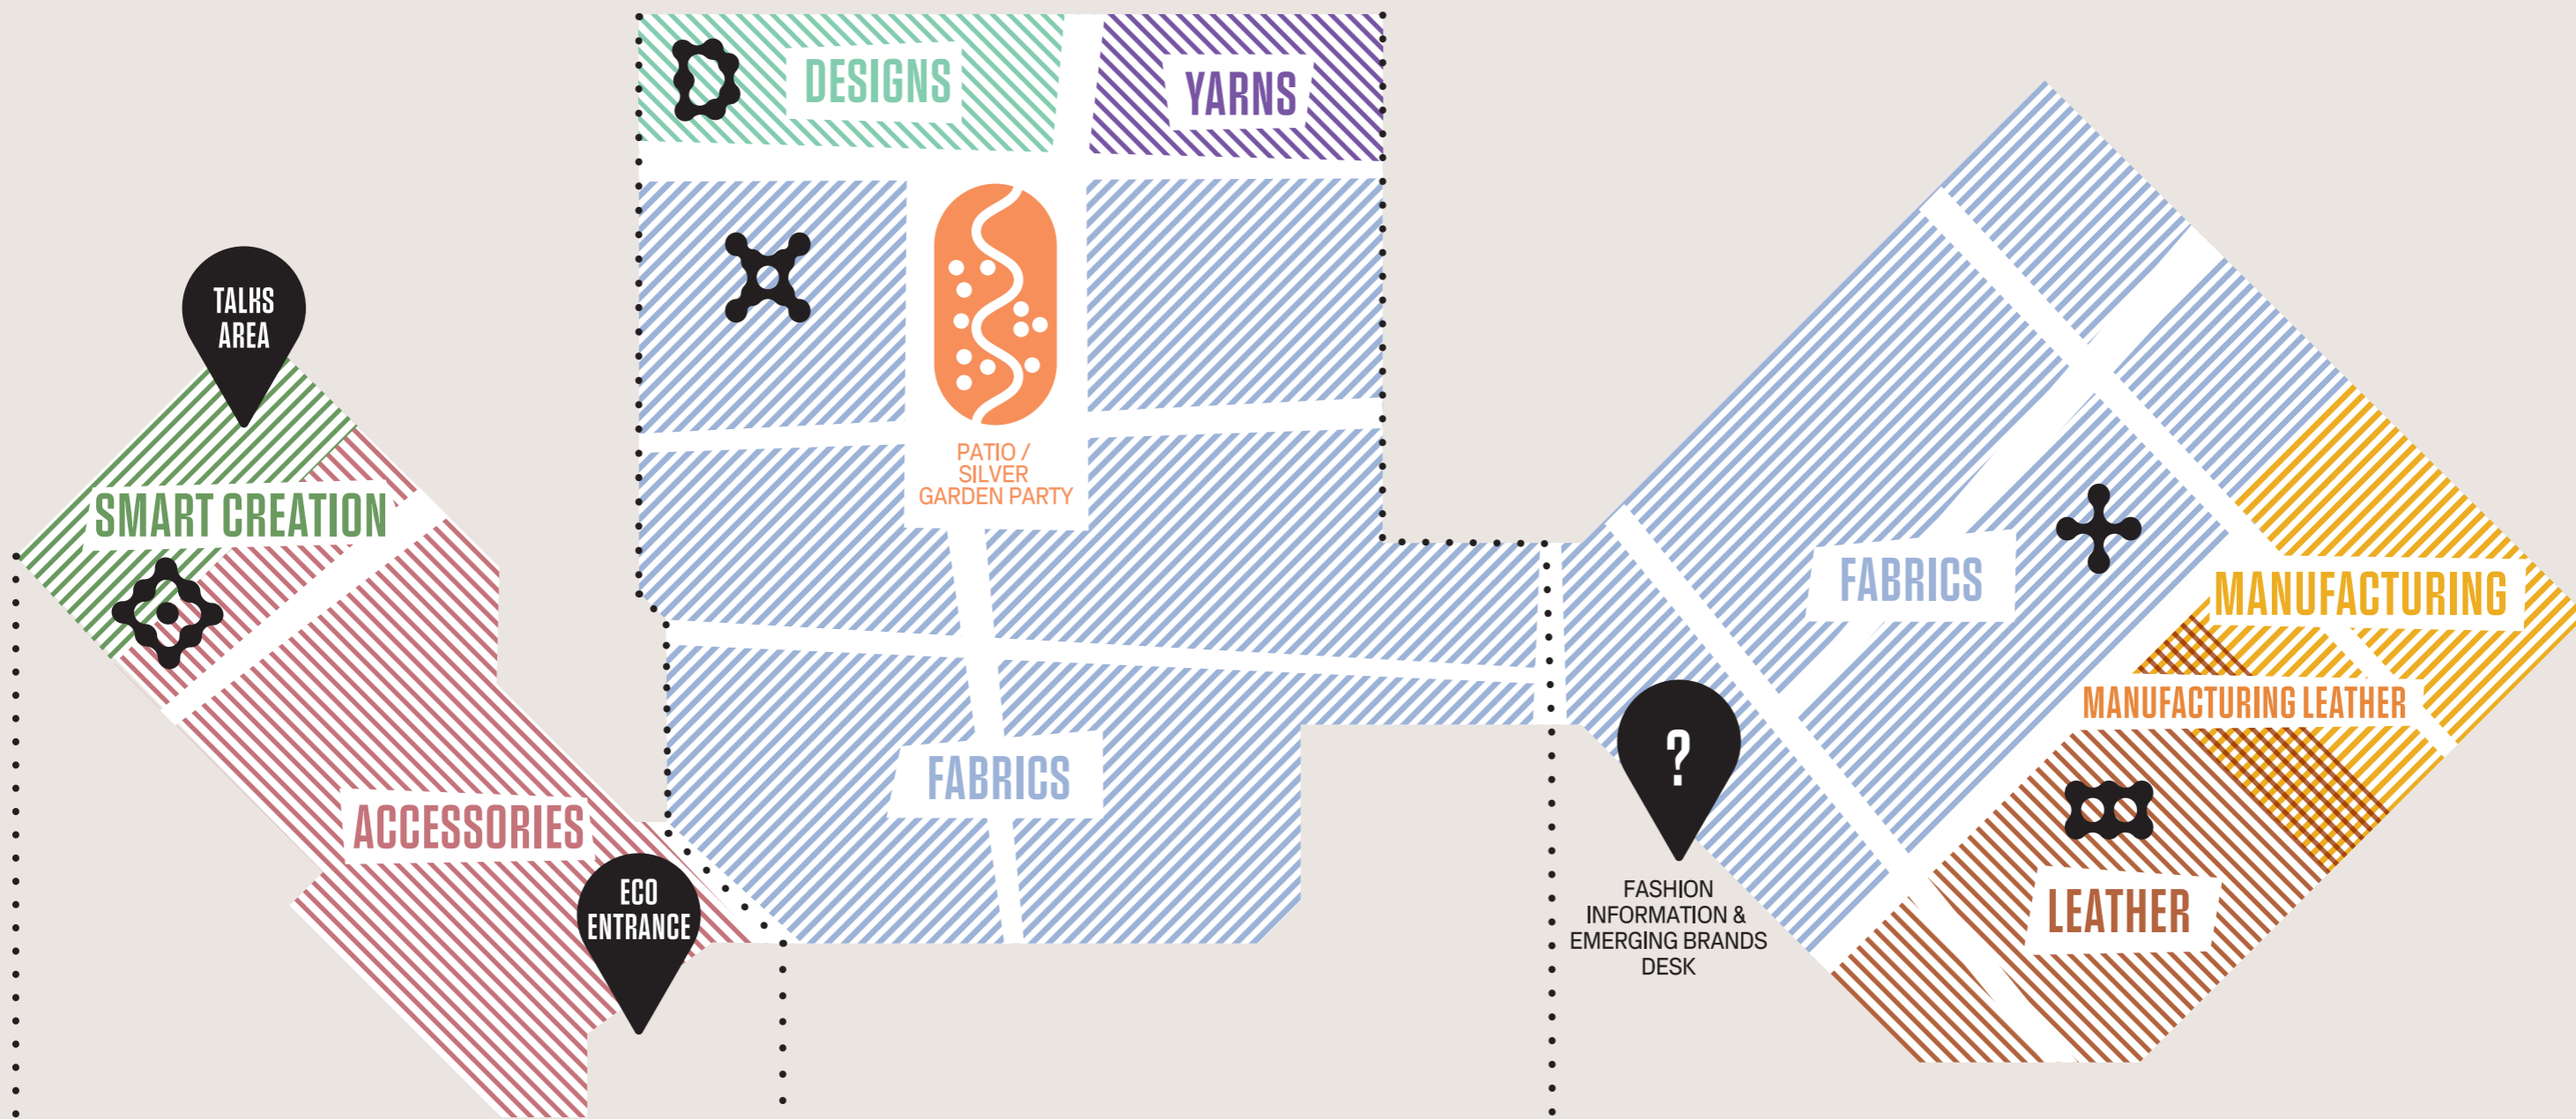 DESIGNS
YARNS
TALKS
AREA
PATIO /
SILVER
GARDEN PARTY
SMART CREATION
FABRICS
MANUFACTURING
MANUFACTURING LEATHER
?
FABRICS
ACCESSORIES
ECO
ENTRANCE
FASHION
INFORMATION &
EMERGING BRANDS
DESK
LEATHER